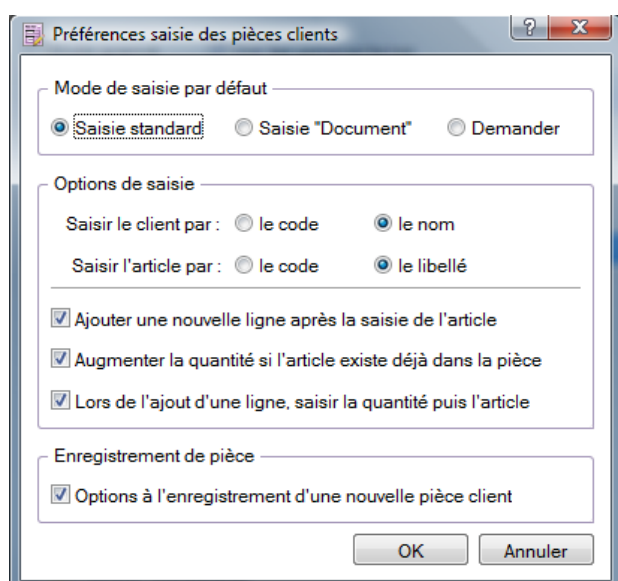 Préférences saisie des pièces clients
Mode de saisie par défaut
Saisie standard Saisie "Document" Demander
Options de saisie
Saisir le client par : le code le nom
Saisir l'article par : le code le libellé
Ajouter une nouvelle ligne après la saisie de l'article
Augmenter la quantité si l'article existe déjà dans la pièce
Lors de l'ajout d'une ligne, saisir la quantité puis l'article
Enregistrement de pièce
Options à l'enregistrement d'une nouvelle pièce client
OK Annuler